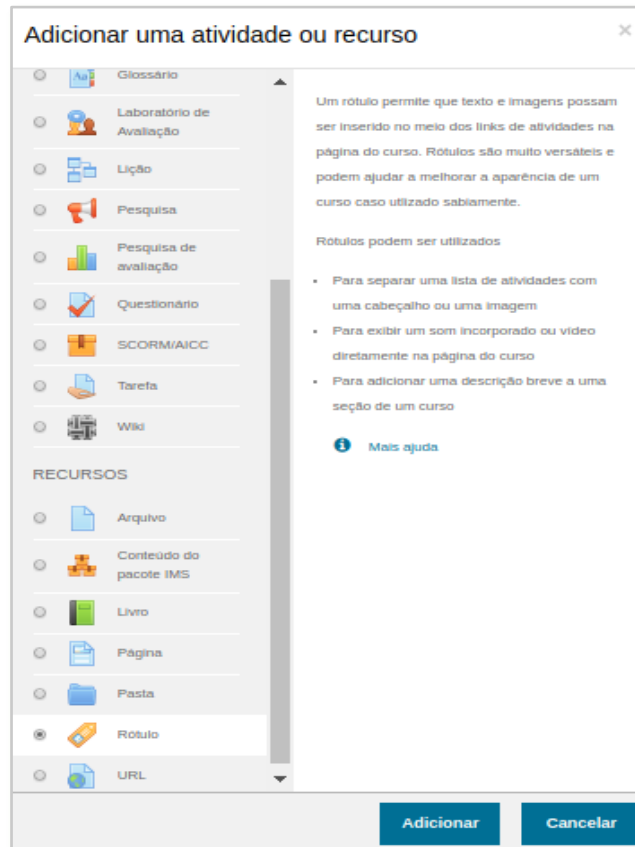 Adicionar uma atividade ou recurso
×
Glossário
Laboratório de
Avaliação
Lição
Pesquisa
Pesquisa de
avaliação
Questionário
SCORM/AICC
Tarefa
Wiki
RECURSOS
Arquivo
Conteúdo do
pacote IMS
Livro
Página
Pasta
Rótulo
URL
Um rótulo permite que texto e imagens possam
ser inserido no meio dos links de atividades na
página do curso. Rótulos são muito versáteis e
podem ajudar a melhorar a aparência de um
curso caso utlizado sabiamente.
Rótulos podem ser utilizados
• Para separar uma lista de atividades com
uma cabeçalho ou uma imagem
• Para exibir um som incorporado ou vídeo
diretamente na página do curso
• Para adicionar uma descrição breve a uma
seção de um curso
Mais ajuda
Adicionar
Cancelar